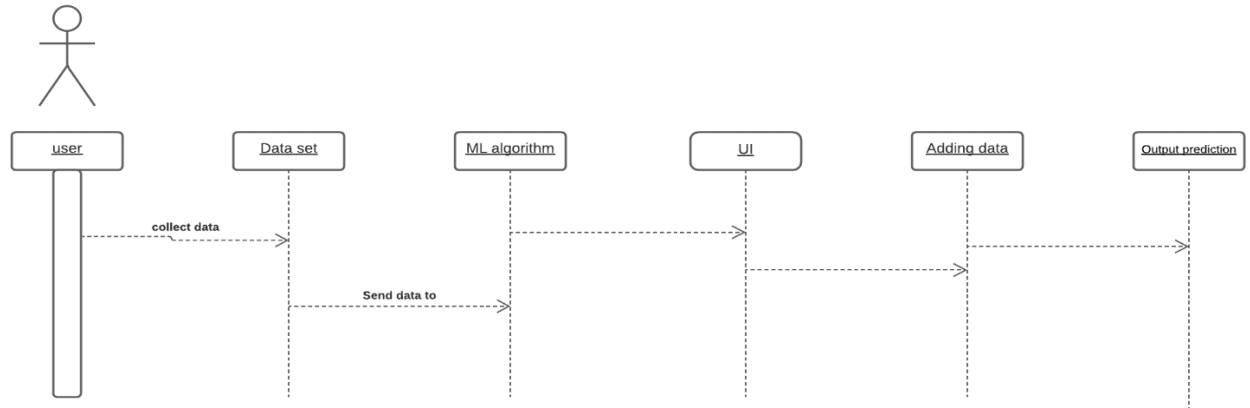 user
Data set
ML algorithm
UI
Adding data
Output prediction
collect data
Send data to